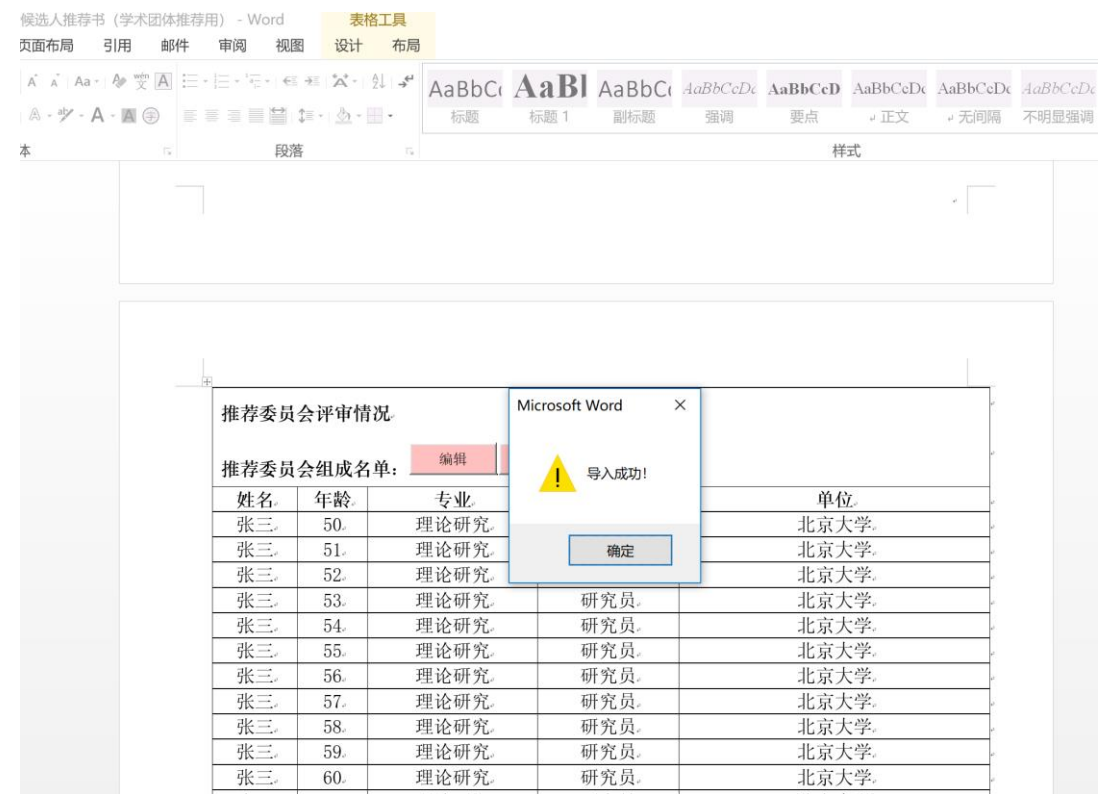 候选人推荐书（学术团体推荐用） - Word 表格工具
页面布局 引用 邮件 审阅 视图 设计 布局
A A Aa wén 文 A
AaBbCc AaBl AaBbCc AaBbCcDc AaBbCcD AaBbCcDc AaBbCcDc AaBbCcDc
A aby A A 字
标题 标题 1 副标题 强调 要点 正文 无间隔 不明显强调
体 段落 样式
推荐委员会评审情况
推荐委员会组成名单： 编辑
Microsoft Word ×
导入成功!
确定
姓名 年龄 专业 单位
张三 50 理论研究 北京大学
张三 51 理论研究 北京大学
张三 52 理论研究 北京大学
张三 53 理论研究 研究员 北京大学
张三 54 理论研究 研究员 北京大学
张三 55 理论研究 研究员 北京大学
张三 56 理论研究 研究员 北京大学
张三 57 理论研究 研究员 北京大学
张三 58 理论研究 研究员 北京大学
张三 59 理论研究 研究员 北京大学
张三 60 理论研究 研究员 北京大学